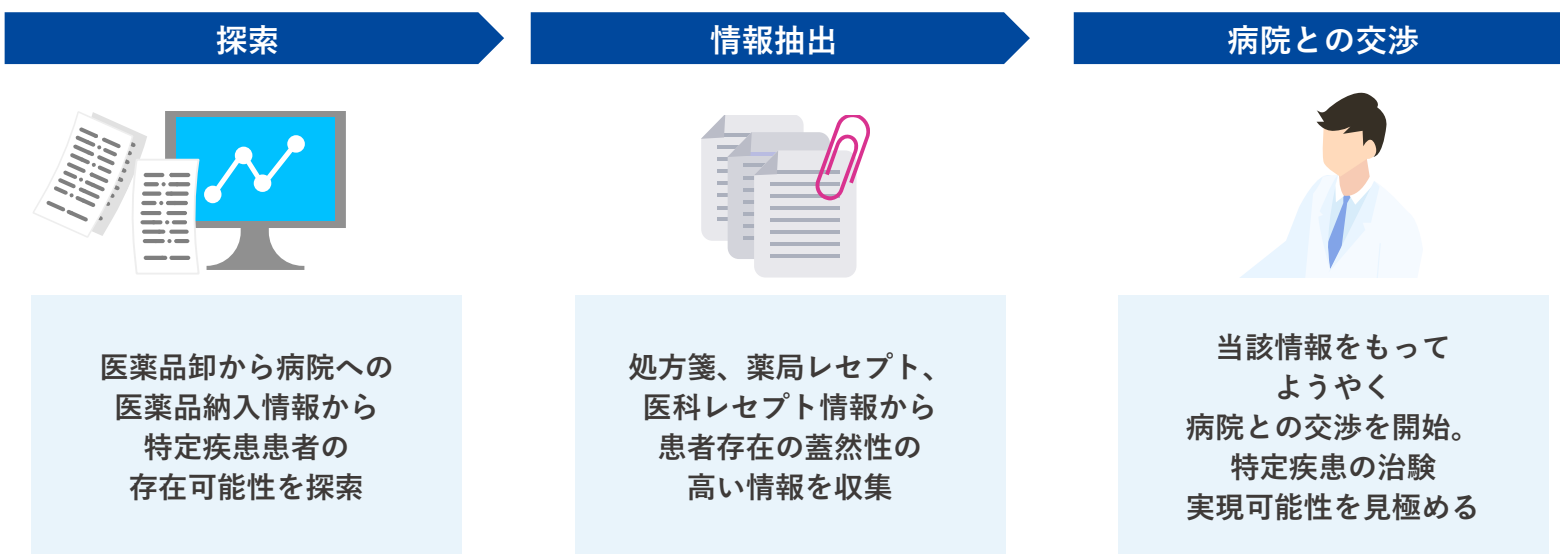 探索
情報抽出
病院との交渉
医薬品卸から病院への
医薬品納入情報から
特定疾患患者の
存在可能性を探索
処方箋、薬局レセプト、
医科レセプト情報から
患者存在の蓋然性の
高い情報を収集
当該情報をもって
ようやく
病院との交渉を開始。
特定疾患の治験
実現可能性を見極める